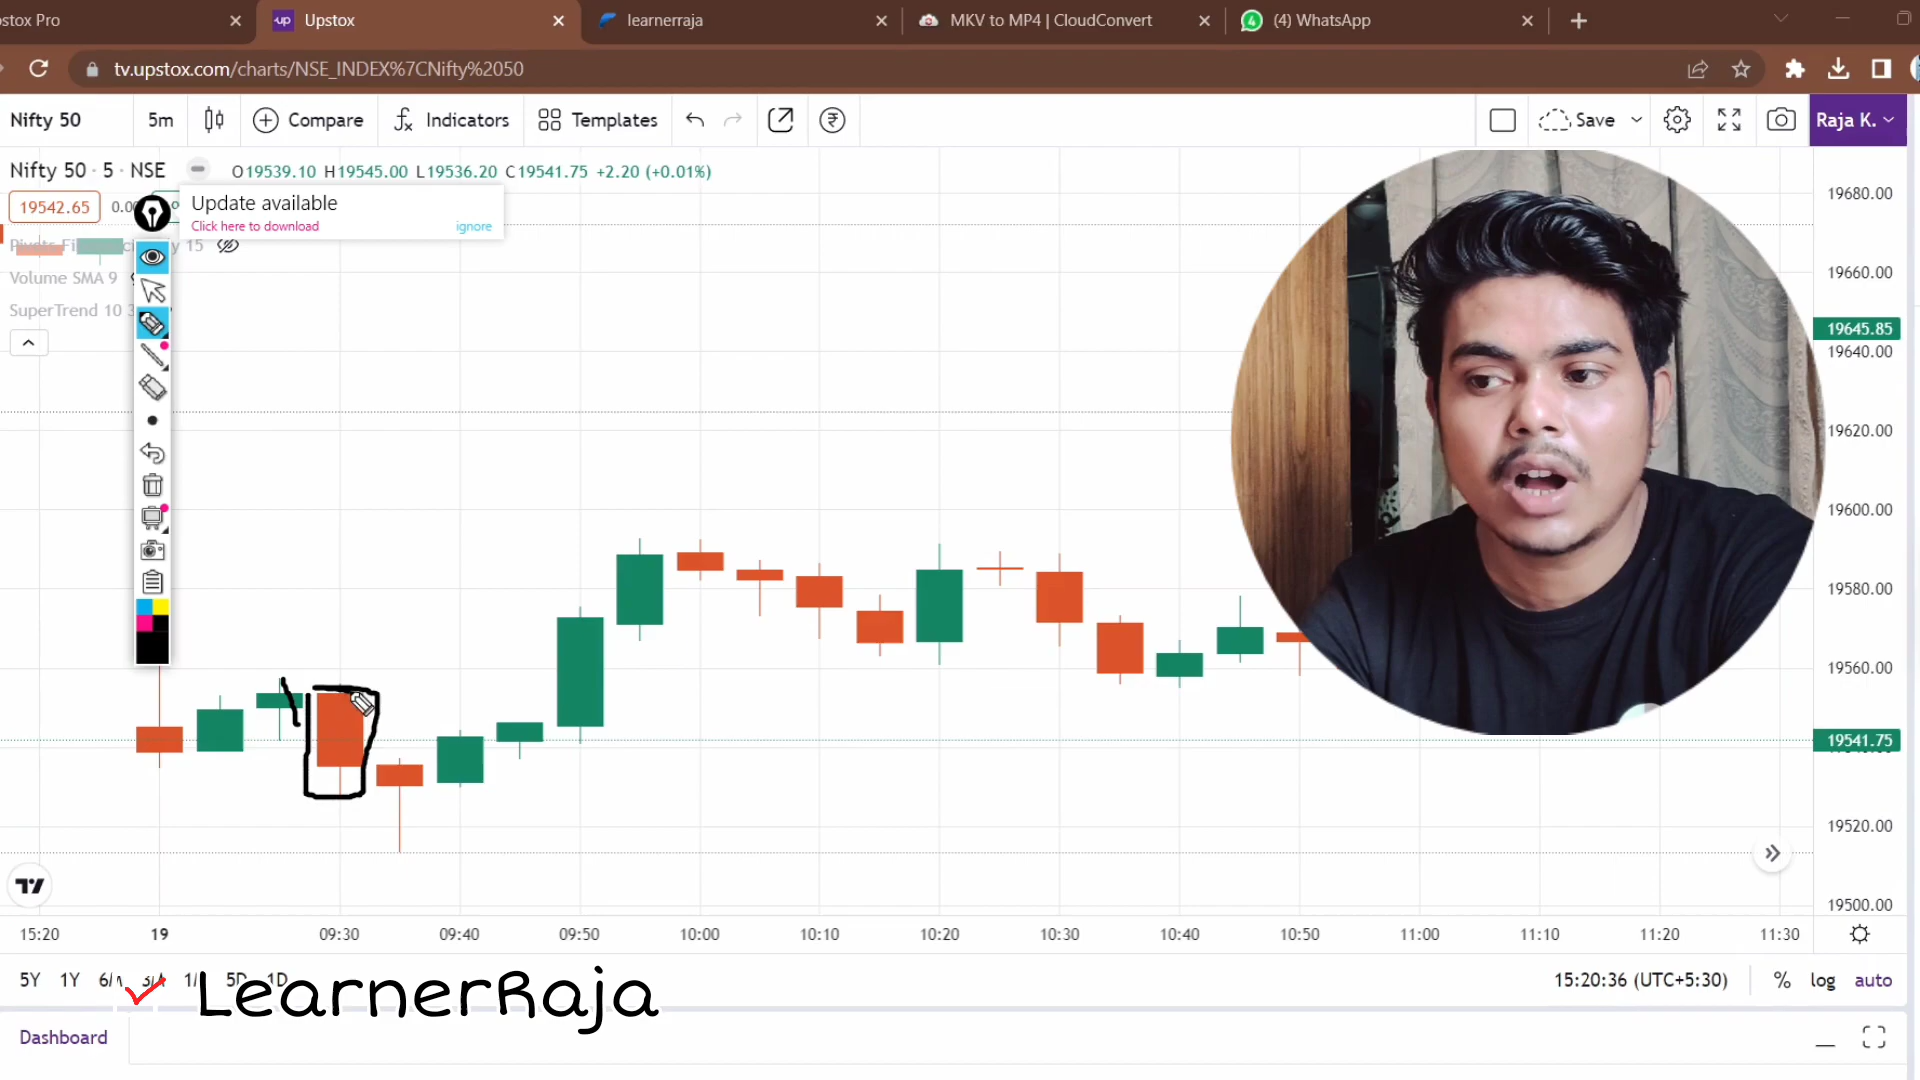 stox Pro
up Upstox
learnerraja
MKV to MP4 | CloudConvert
4 (4) WhatsApp
tv.upstox.com/charts/NSE_INDEX%7CNifty%2050
Nifty 50
5m
Compare
Indicators
Templates
Save
Raja K.
Nifty 50 · 5 · NSE
O19539.10 H19545.00 L19536.20 C19541.75 +2.20 (+0.01%)
19542.65
0.0
Update available
Click here to download
ignore
15
Volume SMA 9
SuperTrend 10 3
19680.00
19660.00
19645.85
19640.00
19620.00
19600.00
19580.00
19560.00
19541.75
19520.00
19500.00
15:20
19
09:30
09:40
09:50
10:00
10:10
10:20
10:30
10:40
10:50
11:00
11:10
11:20
11:30
5Y
1Y
5D
1D
LearnerRaja
15:20:36 (UTC+5:30)
%
log
auto
Dashboard